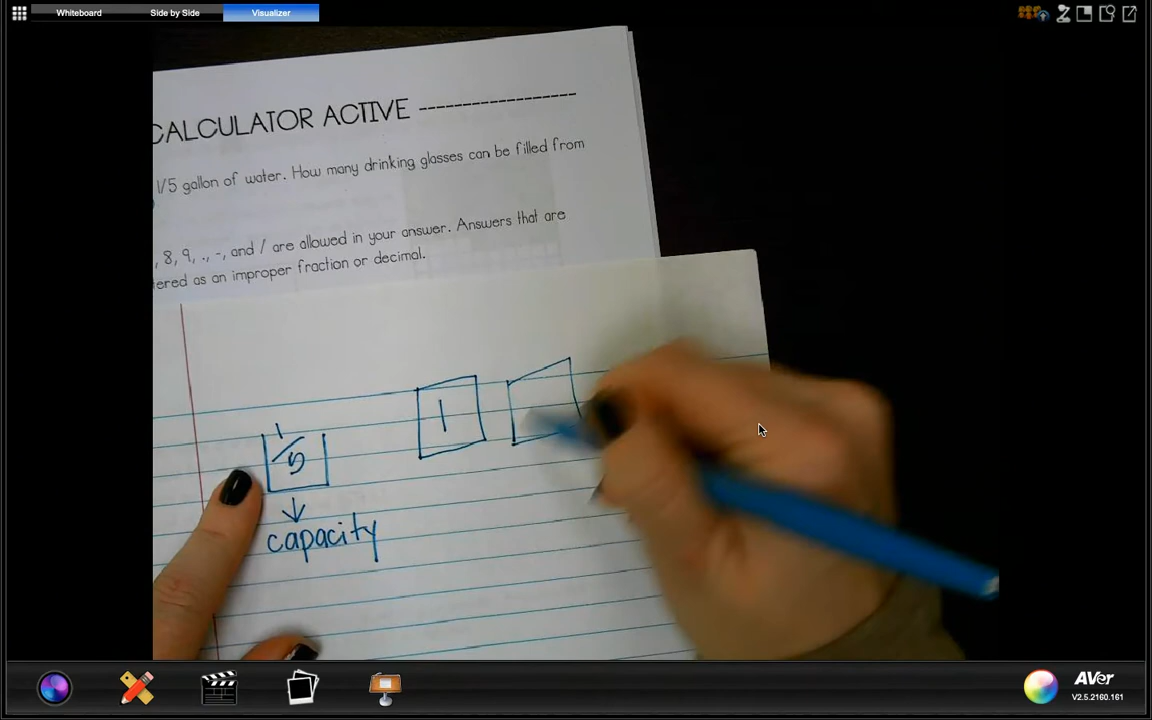 Whiteboard Side by Side Visualizer
CALCULATOR ACTIVE ------------------
1/5 gallon of water. How many drinking glasses can be filled from
, 8, 9, ., -, and / are allowed in your answer. Answers that are
tered as an improper fraction or decimal.
1
1/5
↓
capacity
AVer
V2.5.2160.161